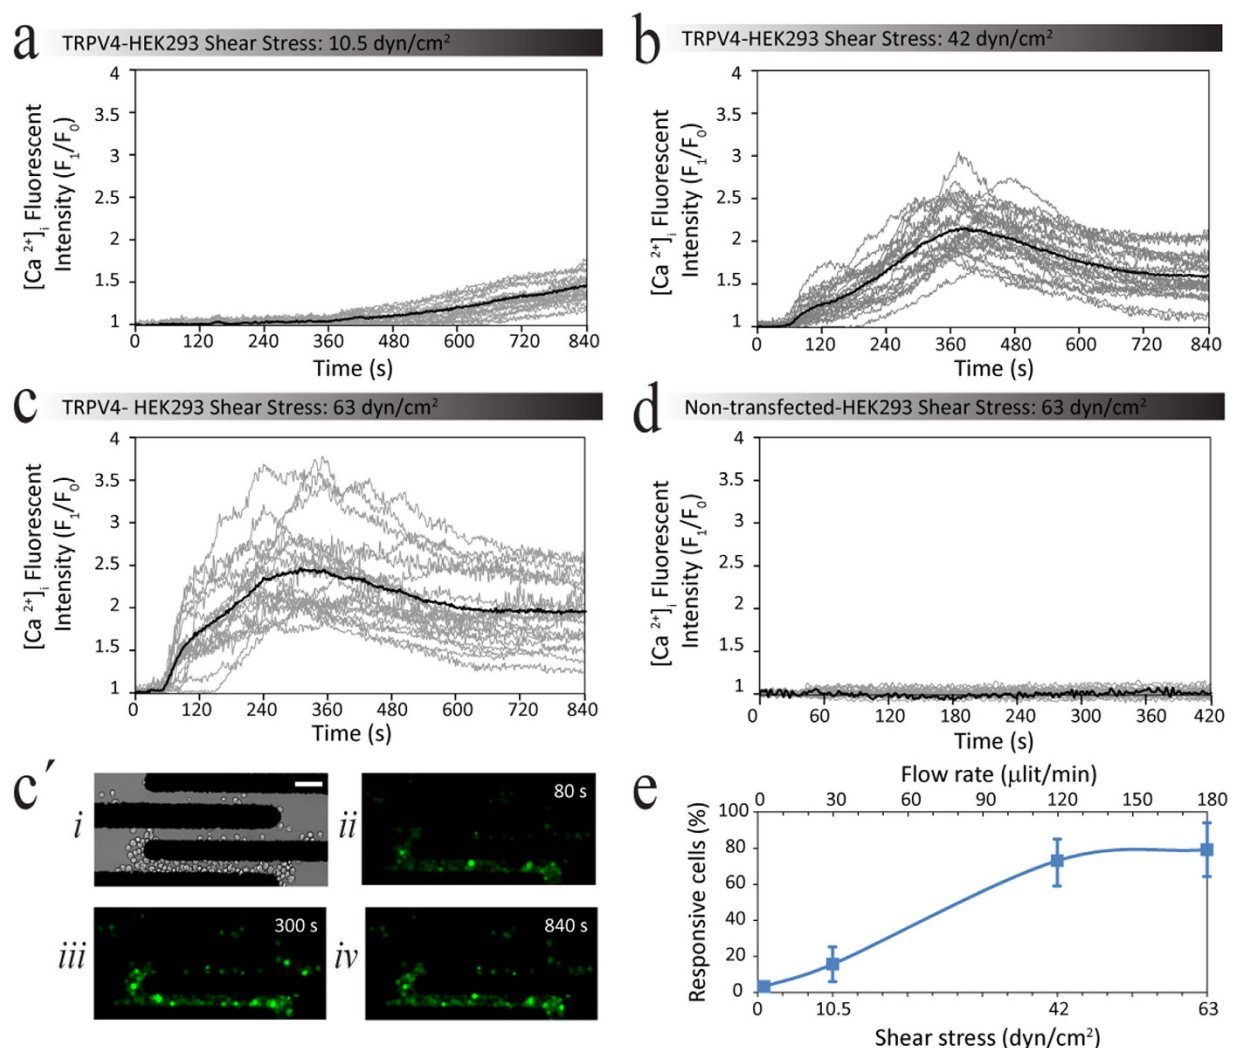 a
TRPV4-HEK293 Shear Stress: 10.5 dyn/cm²
[Ca ²⁺]ᵢ Fluorescent
Intensity (F₁/F₀)
4
3.5
3
2.5
2
1.5
1
0 120 240 360 480 600 720 840
Time (s)
b
TRPV4-HEK293 Shear Stress: 42 dyn/cm²
[Ca ²⁺]ᵢ Fluorescent
Intensity (F₁/F₀)
4
3.5
3
2.5
2
1.5
1
0 120 240 360 480 600 720 840
Time (s)
c
TRPV4- HEK293 Shear Stress: 63 dyn/cm²
[Ca ²⁺]ᵢ Fluorescent
Intensity (F₁/F₀)
4
3.5
3
2.5
2
1.5
1
0 120 240 360 480 600 720 840
Time (s)
d
Non-transfected-HEK293 Shear Stress: 63 dyn/cm²
[Ca ²⁺]ᵢ Fluorescent
Intensity (F₁/F₀)
4
3.5
3
2.5
2
1.5
1
0 60 120 180 240 300 360 420
Time (s)
c′
i
ii
80 s
iii
300 s
iv
840 s
e
Flow rate (μlit/min)
0 30 60 90 120 150 180
Responsive cells (%)
100
80
60
40
20
0
0 10.5 42 63
Shear stress (dyn/cm²)